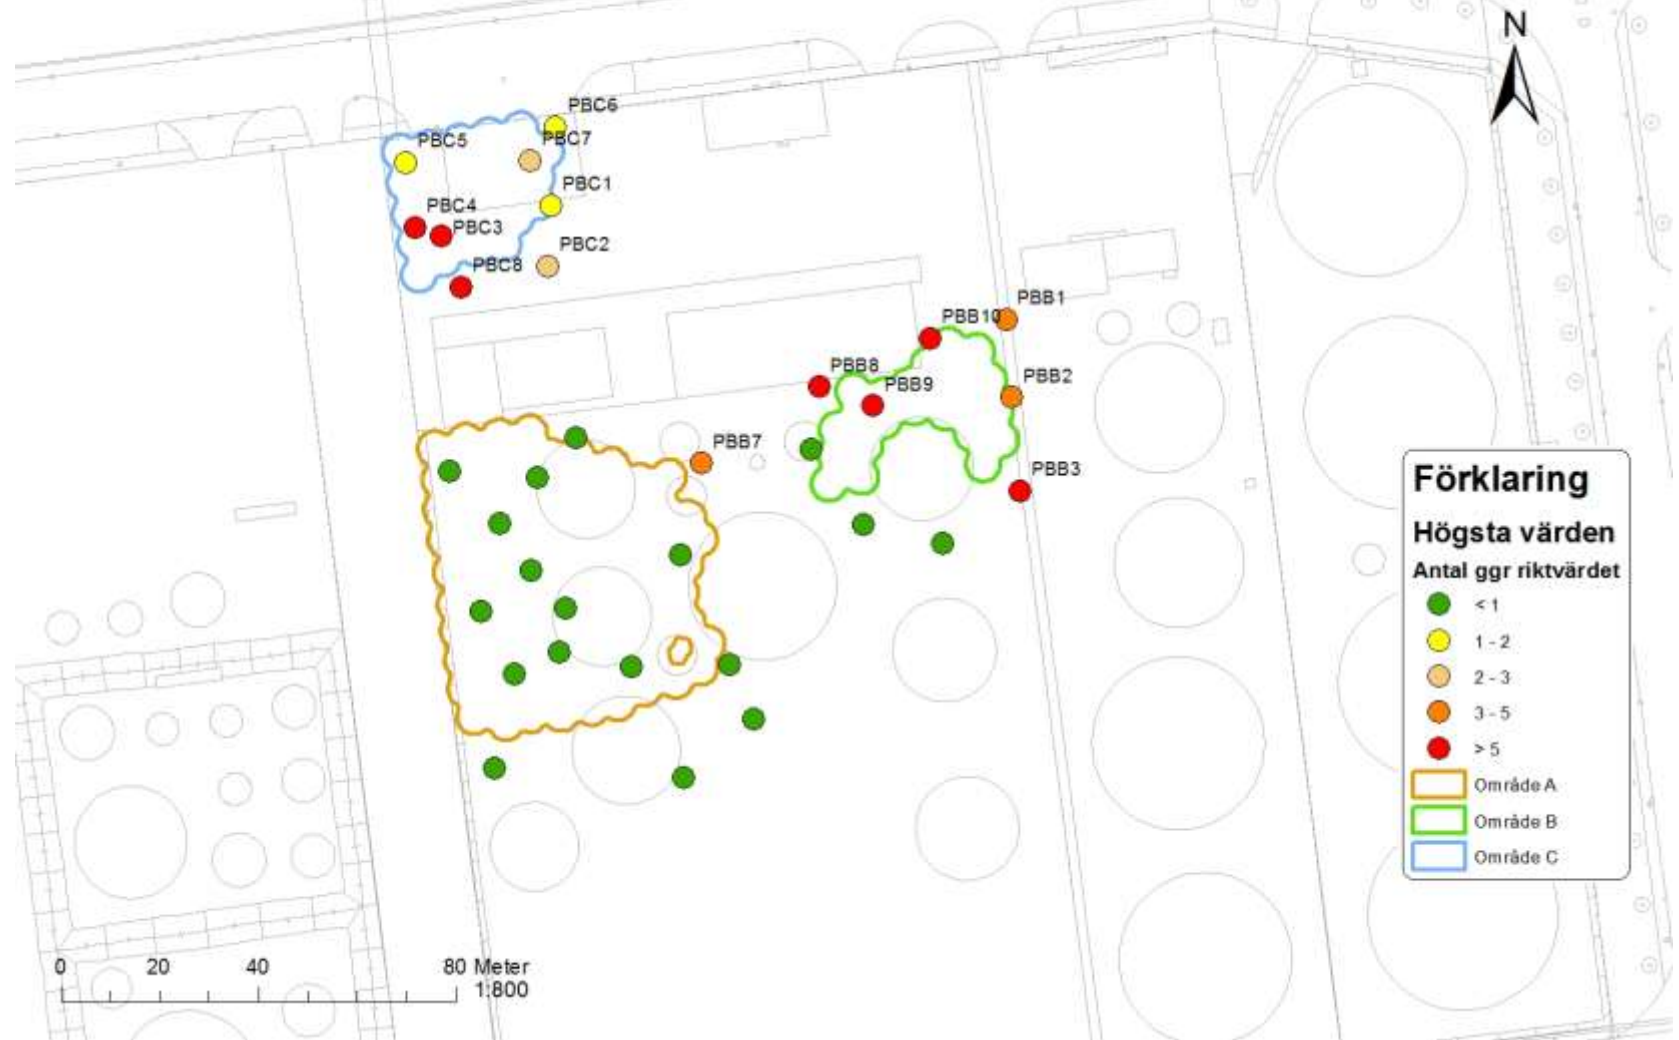 N
PBC6
PBC5
PBC7
PBC1
PBC4
PBC3
PBC2
PBC8
PBB1
PBB10
PBB8
PBB2
PBB9
PBB7
PBB3
Förklaring
Högsta värden
Antal ggr riktvärdet
< 1
1 - 2
2 - 3
3 - 5
> 5
Område A
Område B
Område C
0 20 40 80 Meter
1:800